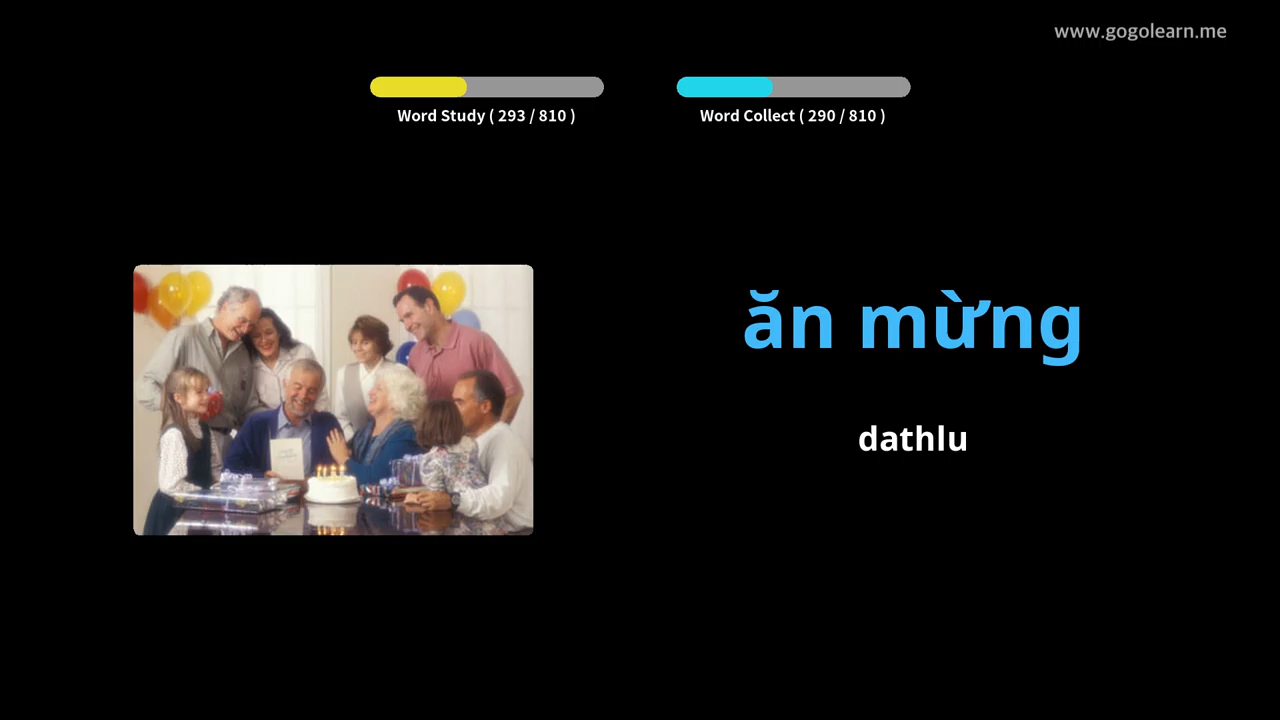 www.gogolearn.me
Word Study ( 293 / 810 )
Word Collect ( 290 / 810 )
ăn mừng
dathlu